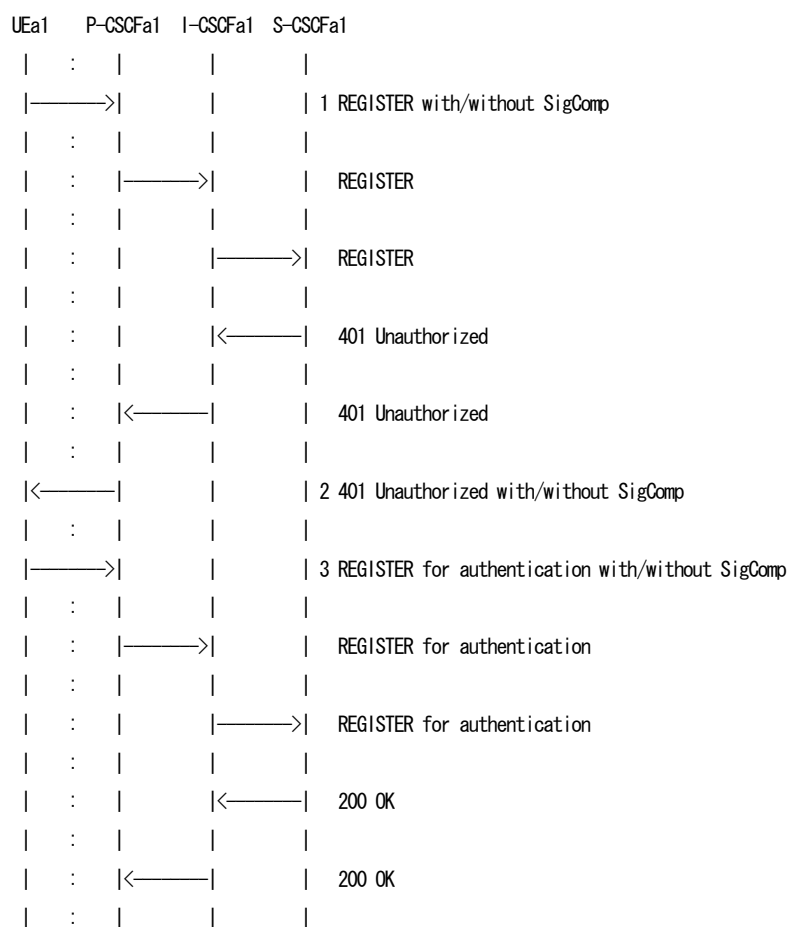 UEa1 P-CSCFa1 I-CSCFa1 S-CSCFa1
1 REGISTER with/without SigComp
REGISTER
REGISTER
401 Unauthorized
401 Unauthorized
2 401 Unauthorized with/without SigComp
3 REGISTER for authentication with/without SigComp
REGISTER for authentication
REGISTER for authentication
200 OK
200 OK